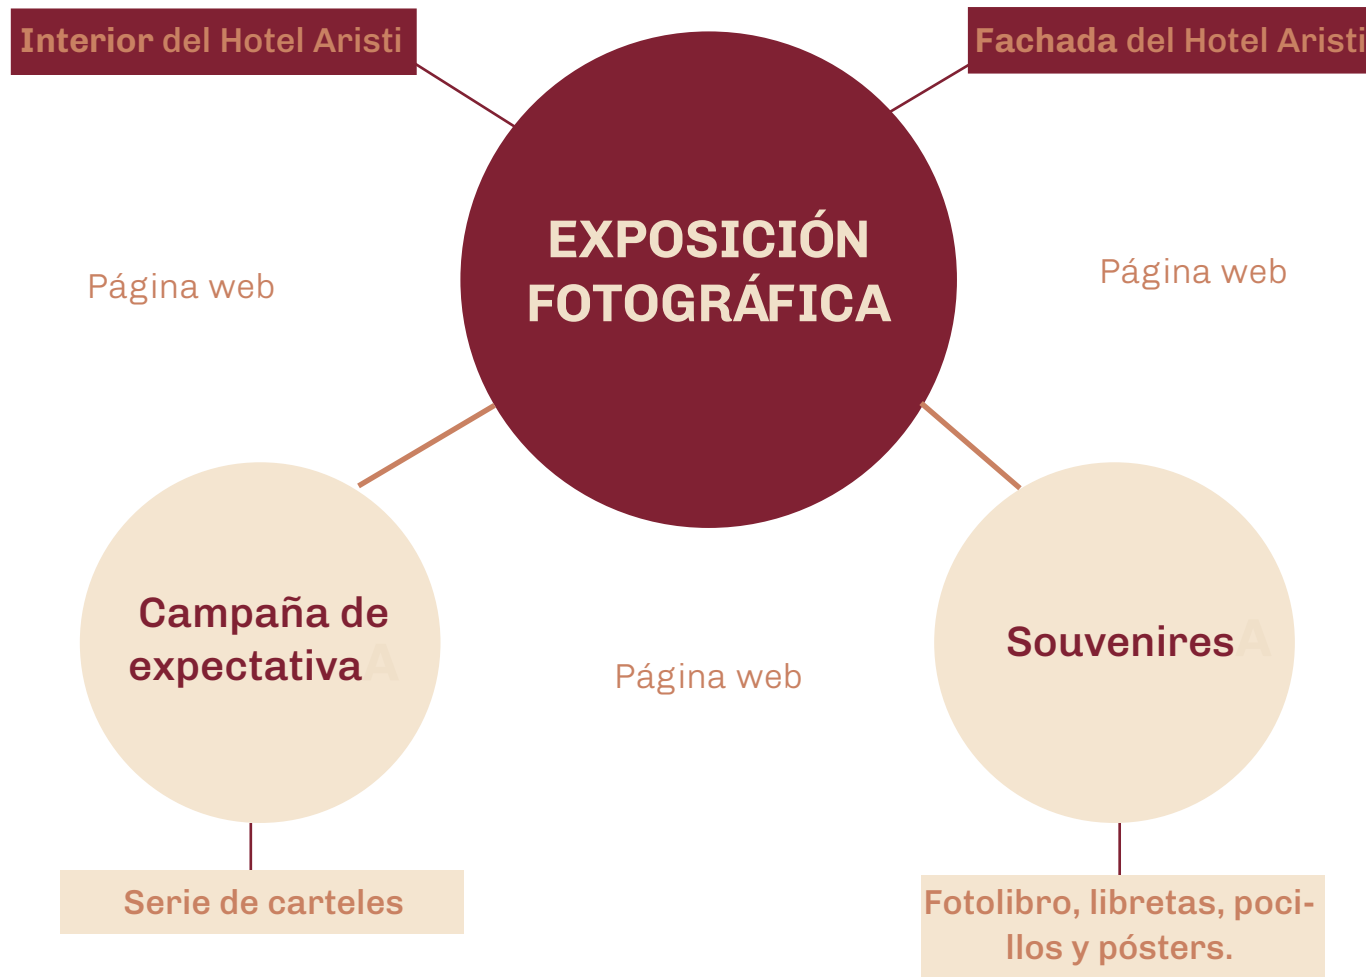 Interior del Hotel Aristi
Fachada del Hotel Aristi
EXPOSICIÓN
FOTOGRÁFICA
Página web
Página web
Campaña de
expectativa A
Souvenires A
Página web
Serie de carteles
Fotolibro, libretas, poci-
llos y pósters.